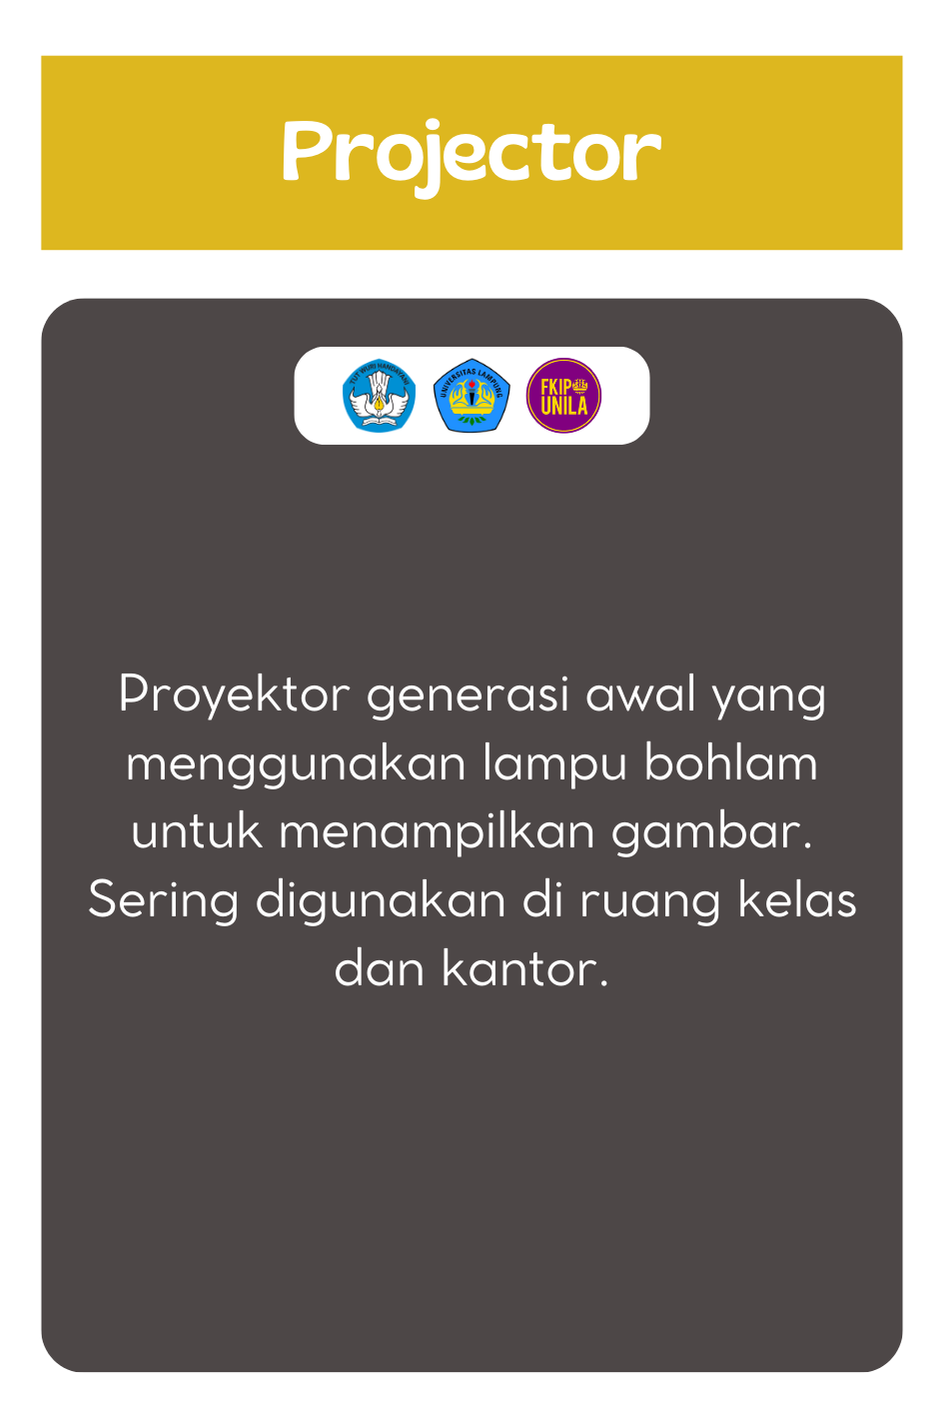 Projector
TUT WURI HANDAYANI
UNIVERSITAS LAMPUNG
FKIP
UNILA
Proyektor generasi awal yang
menggunakan lampu bohlam
untuk menampilkan gambar.
Sering digunakan di ruang kelas
dan kantor.